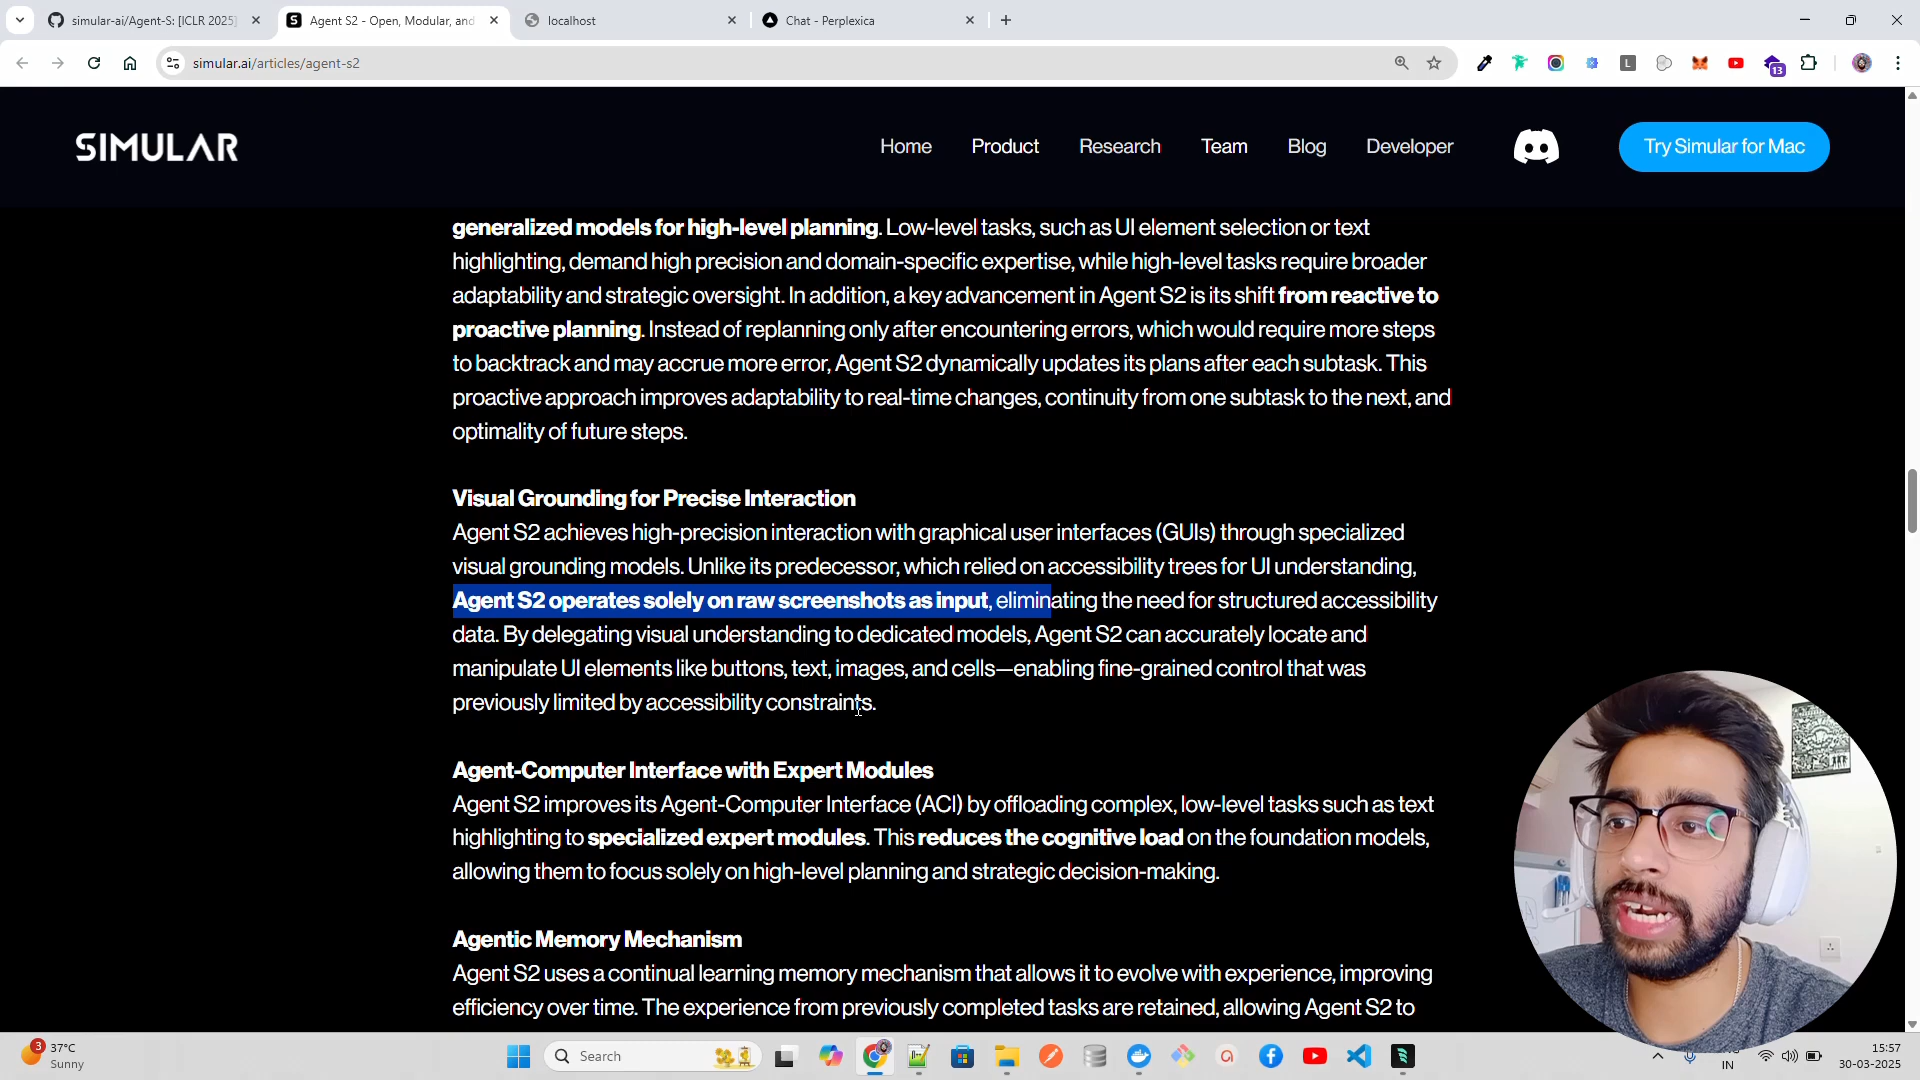 simular-ai/Agent-S: [ICLR 2025]
Agent S2 - Open, Modular, and
localhost
Chat - Perplexica
simular.ai/articles/agent-s2
L
13
SIMULAR
Home
Product
Research
Team
Blog
Developer
Try Simular for Mac
generalized models for high-level planning. Low-level tasks, such as UI element selection or text
highlighting, demand high precision and domain-specific expertise, while high-level tasks require broader
adaptability and strategic oversight. In addition, a key advancement in Agent S2 is its shift from reactive to
proactive planning. Instead of replanning only after encountering errors, which would require more steps
to backtrack and may accrue more error, Agent S2 dynamically updates its plans after each subtask. This
proactive approach improves adaptability to real-time changes, continuity from one subtask to the next, and
optimality of future steps.
Visual Grounding for Precise Interaction
Agent S2 achieves high-precision interaction with graphical user interfaces (GUIs) through specialized
visual grounding models. Unlike its predecessor, which relied on accessibility trees for UI understanding,
Agent S2 operates solely on raw screenshots as input, eliminating the need for structured accessibility
data. By delegating visual understanding to dedicated models, Agent S2 can accurately locate and
manipulate UI elements like buttons, text, images, and cells—enabling fine-grained control that was
previously limited by accessibility constraints.
Agent-Computer Interface with Expert Modules
Agent S2 improves its Agent-Computer Interface (ACI) by offloading complex, low-level tasks such as text
highlighting to specialized expert modules. This reduces the cognitive load on the foundation models,
allowing them to focus solely on high-level planning and strategic decision-making.
Agentic Memory Mechanism
Agent S2 uses a continual learning memory mechanism that allows it to evolve with experience, improving
efficiency over time. The experience from previously completed tasks are retained, allowing Agent S2 to
3
37°C
Sunny
Search
IN
15:57
30-03-2025